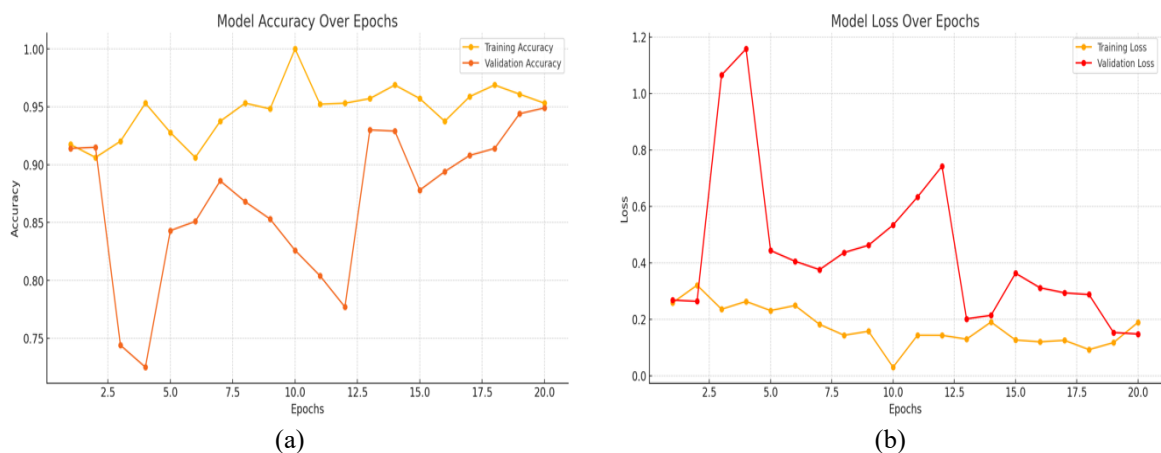 Model Accuracy Over Epochs
Training Accuracy
Validation Accuracy
1.00
0.95
0.90
0.85
0.80
0.75
Accuracy
2.5 5.0 7.5 10.0 12.5 15.0 17.5 20.0
Epochs
(a)
Model Loss Over Epochs
Training Loss
Validation Loss
1.2
1.0
0.8
0.6
0.4
0.2
0.0
Loss
2.5 5.0 7.5 10.0 12.5 15.0 17.5 20.0
Epochs
(b)